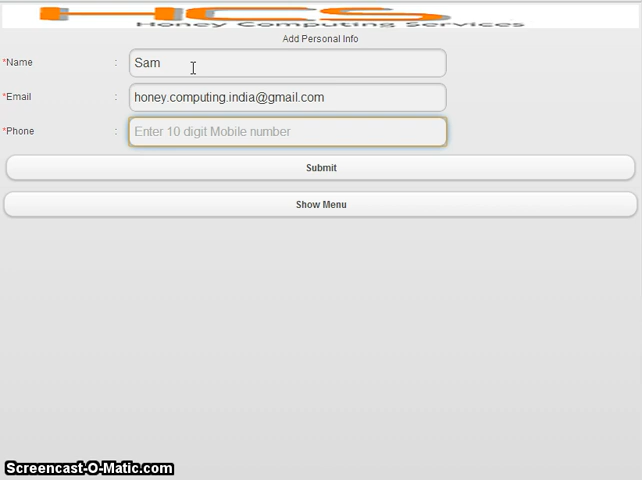 HCS
Honey Computing Services
Add Personal Info
*Name : Sam
*Email : honey.computing.india@gmail.com
*Phone : Enter 10 digit Mobile number
Submit
Show Menu
Screencast-O-Matic.com